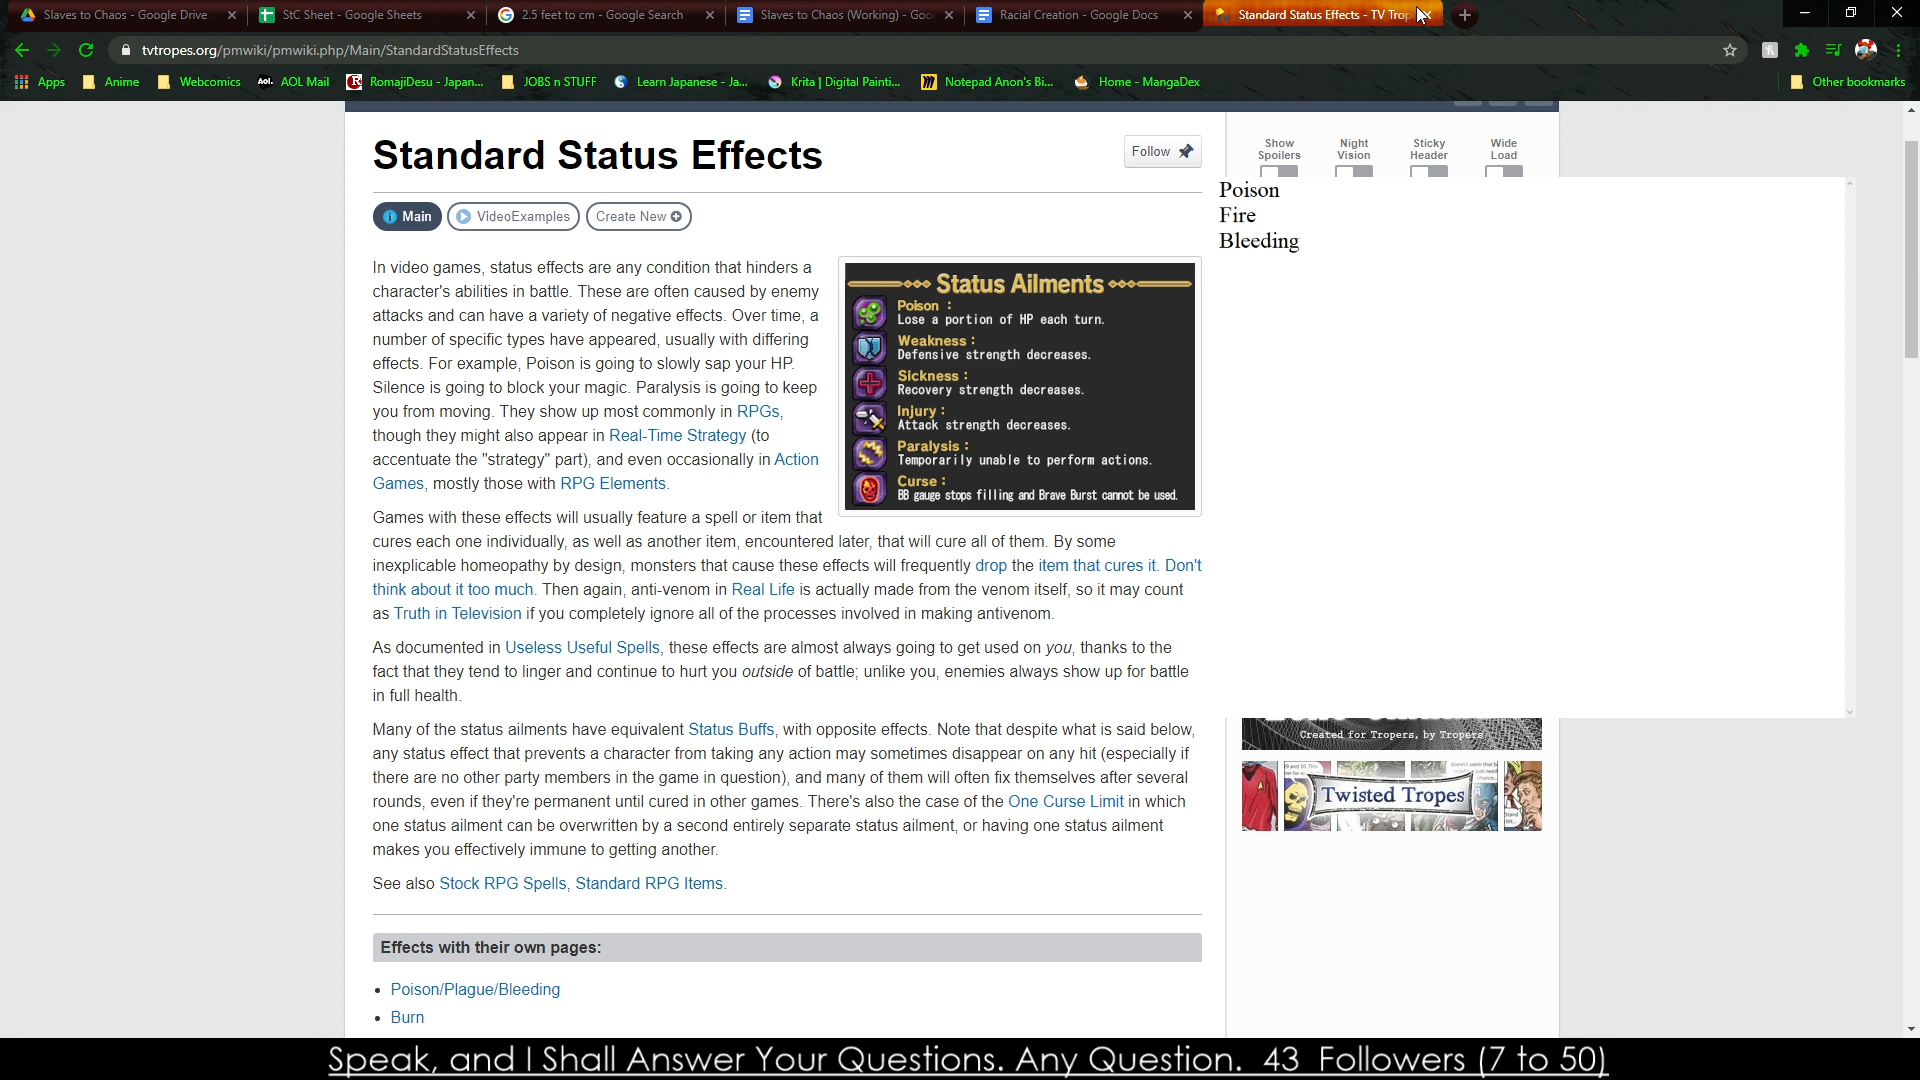 Slaves to Chaos - Google Drive
StC Sheet - Google Sheets
2.5 feet to cm - Google Search
Slaves to Chaos (Working) - Goo
Racial Creation - Google Docs
Standard Status Effects - TV Trop
tvtropes.org/pmwiki/pmwiki.php/Main/StandardStatusEffects
Apps
Anime
Webcomics
Aol.
AOL Mail
RomajiDesu - Japan...
JOBS n STUFF
Learn Japanese - Ja...
Krita | Digital Painti...
Notepad Anon's Bi...
Home - MangaDex
Other bookmarks
Standard Status Effects
Follow
Show Spoilers
Night Vision
Sticky Header
Wide Load
Main
VideoExamples
Create New
Poison
Fire
Bleeding
In video games, status effects are any condition that hinders a
character's abilities in battle. These are often caused by enemy
attacks and can have a variety of negative effects. Over time, a
number of specific types have appeared, usually with differing
effects. For example, Poison is going to slowly sap your HP.
Silence is going to block your magic. Paralysis is going to keep
you from moving. They show up most commonly in RPGs,
though they might also appear in Real-Time Strategy (to
accentuate the "strategy" part), and even occasionally in Action
Games, mostly those with RPG Elements.
Status Ailments
Poison :
Lose a portion of HP each turn.
Weakness :
Defensive strength decreases.
Sickness :
Recovery strength decreases.
Injury :
Attack strength decreases.
Paralysis :
Temporarily unable to perform actions.
Curse :
BB gauge stops filling and Brave Burst cannot be used.
Games with these effects will usually feature a spell or item that
cures each one individually, as well as another item, encountered later, that will cure all of them. By some
inexplicable homeopathy by design, monsters that cause these effects will frequently drop the item that cures it. Don't
think about it too much. Then again, anti-venom in Real Life is actually made from the venom itself, so it may count
as Truth in Television if you completely ignore all of the processes involved in making antivenom.
As documented in Useless Useful Spells, these effects are almost always going to get used on you, thanks to the
fact that they tend to linger and continue to hurt you outside of battle; unlike you, enemies always show up for battle
in full health.
Many of the status ailments have equivalent Status Buffs, with opposite effects. Note that despite what is said below,
any status effect that prevents a character from taking any action may sometimes disappear on any hit (especially if
there are no other party members in the game in question), and many of them will often fix themselves after several
rounds, even if they're permanent until cured in other games. There's also the case of the One Curse Limit in which
one status ailment can be overwritten by a second entirely separate status ailment, or having one status ailment
makes you effectively immune to getting another.
See also Stock RPG Spells, Standard RPG Items.
Created for Tropers, by Tropers
Twisted Tropes
Effects with their own pages:
Poison/Plague/Bleeding
Burn
Speak, and I Shall Answer Your Questions. Any Question. 43 Followers (7 to 50)